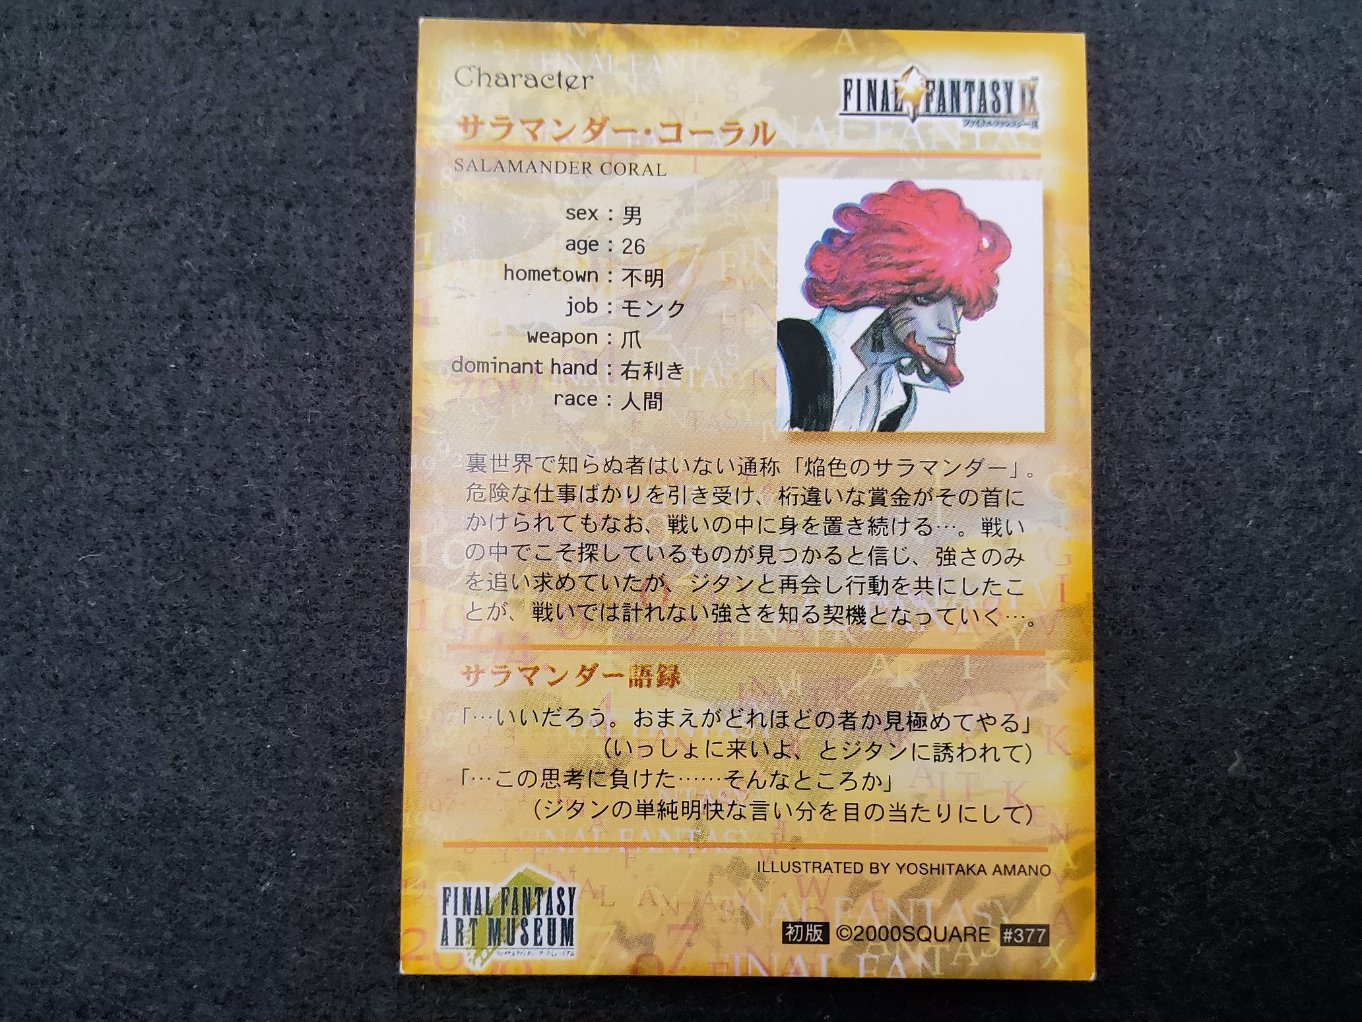 Character
FINAL FANTASY IX
ファイナルファンタジーIX
サラマンダー・コーラル
SALAMANDER CORAL
sex：男
age：26
hometown：不明
job：モンク
weapon：爪
dominant hand：右利き
race：人間
裏世界で知らぬ者はいない通称「焔色のサラマンダー」。
危険な仕事ばかりを引き受け、桁違いな賞金がその首に
かけられてもなお、戦いの中に身を置き続ける…。戦い
の中でこそ探しているものが見つかると信じ、強さのみ
を追い求めていたが、ジタンと再会し行動を共にしたこ
とが、戦いでは計れない強さを知る契機となっていく…。
サラマンダー語録
「…いいだろう。おまえがどれほどの者か見極めてやる」
（いっしょに来いよ、とジタンに誘われて）
「…この思考に負けた……そんなところか」
（ジタンの単純明快な言い分を目の当たりにして）
ILLUSTRATED BY YOSHITAKA AMANO
FINAL FANTASY
ART MUSEUM
初版 ©2000SQUARE #377